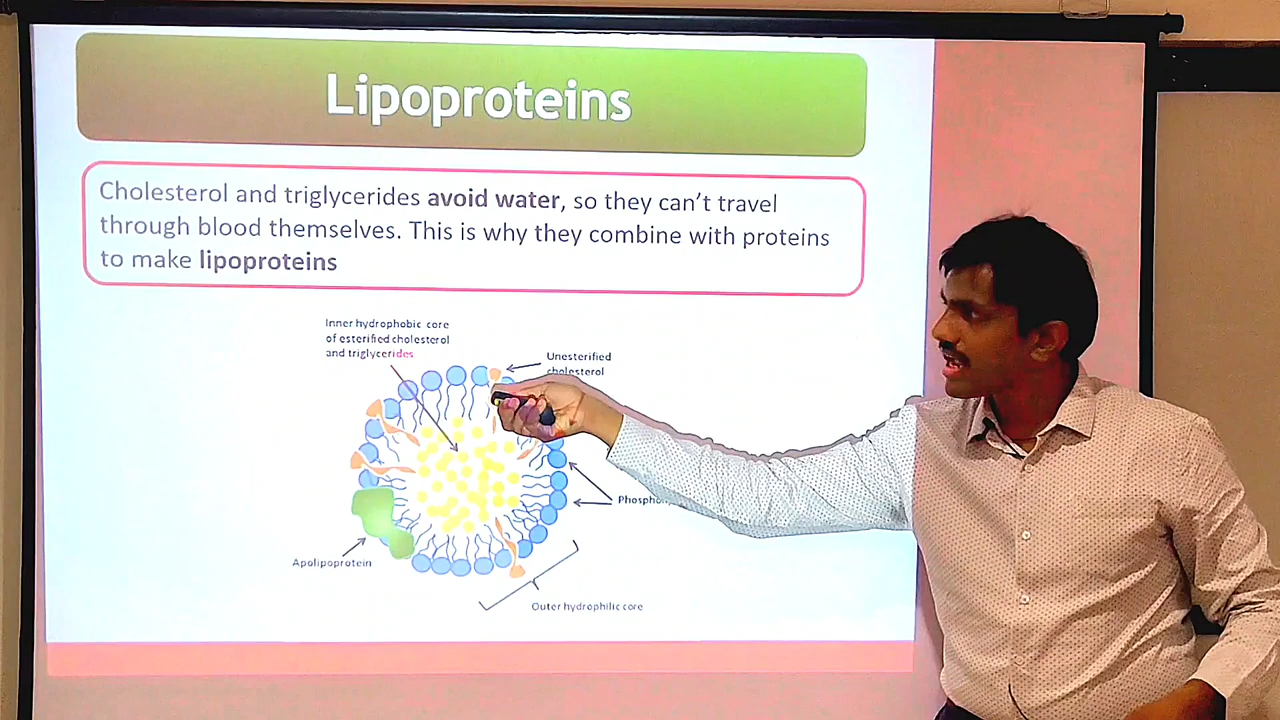 Lipoproteins
Cholesterol and triglycerides avoid water, so they can't travel
through blood themselves. This is why they combine with proteins
to make lipoproteins
Inner hydrophobic core
of esterified cholesterol
and triglycerides
Unesterified
cholesterol
Apolipoprotein
Outer hydrophilic core